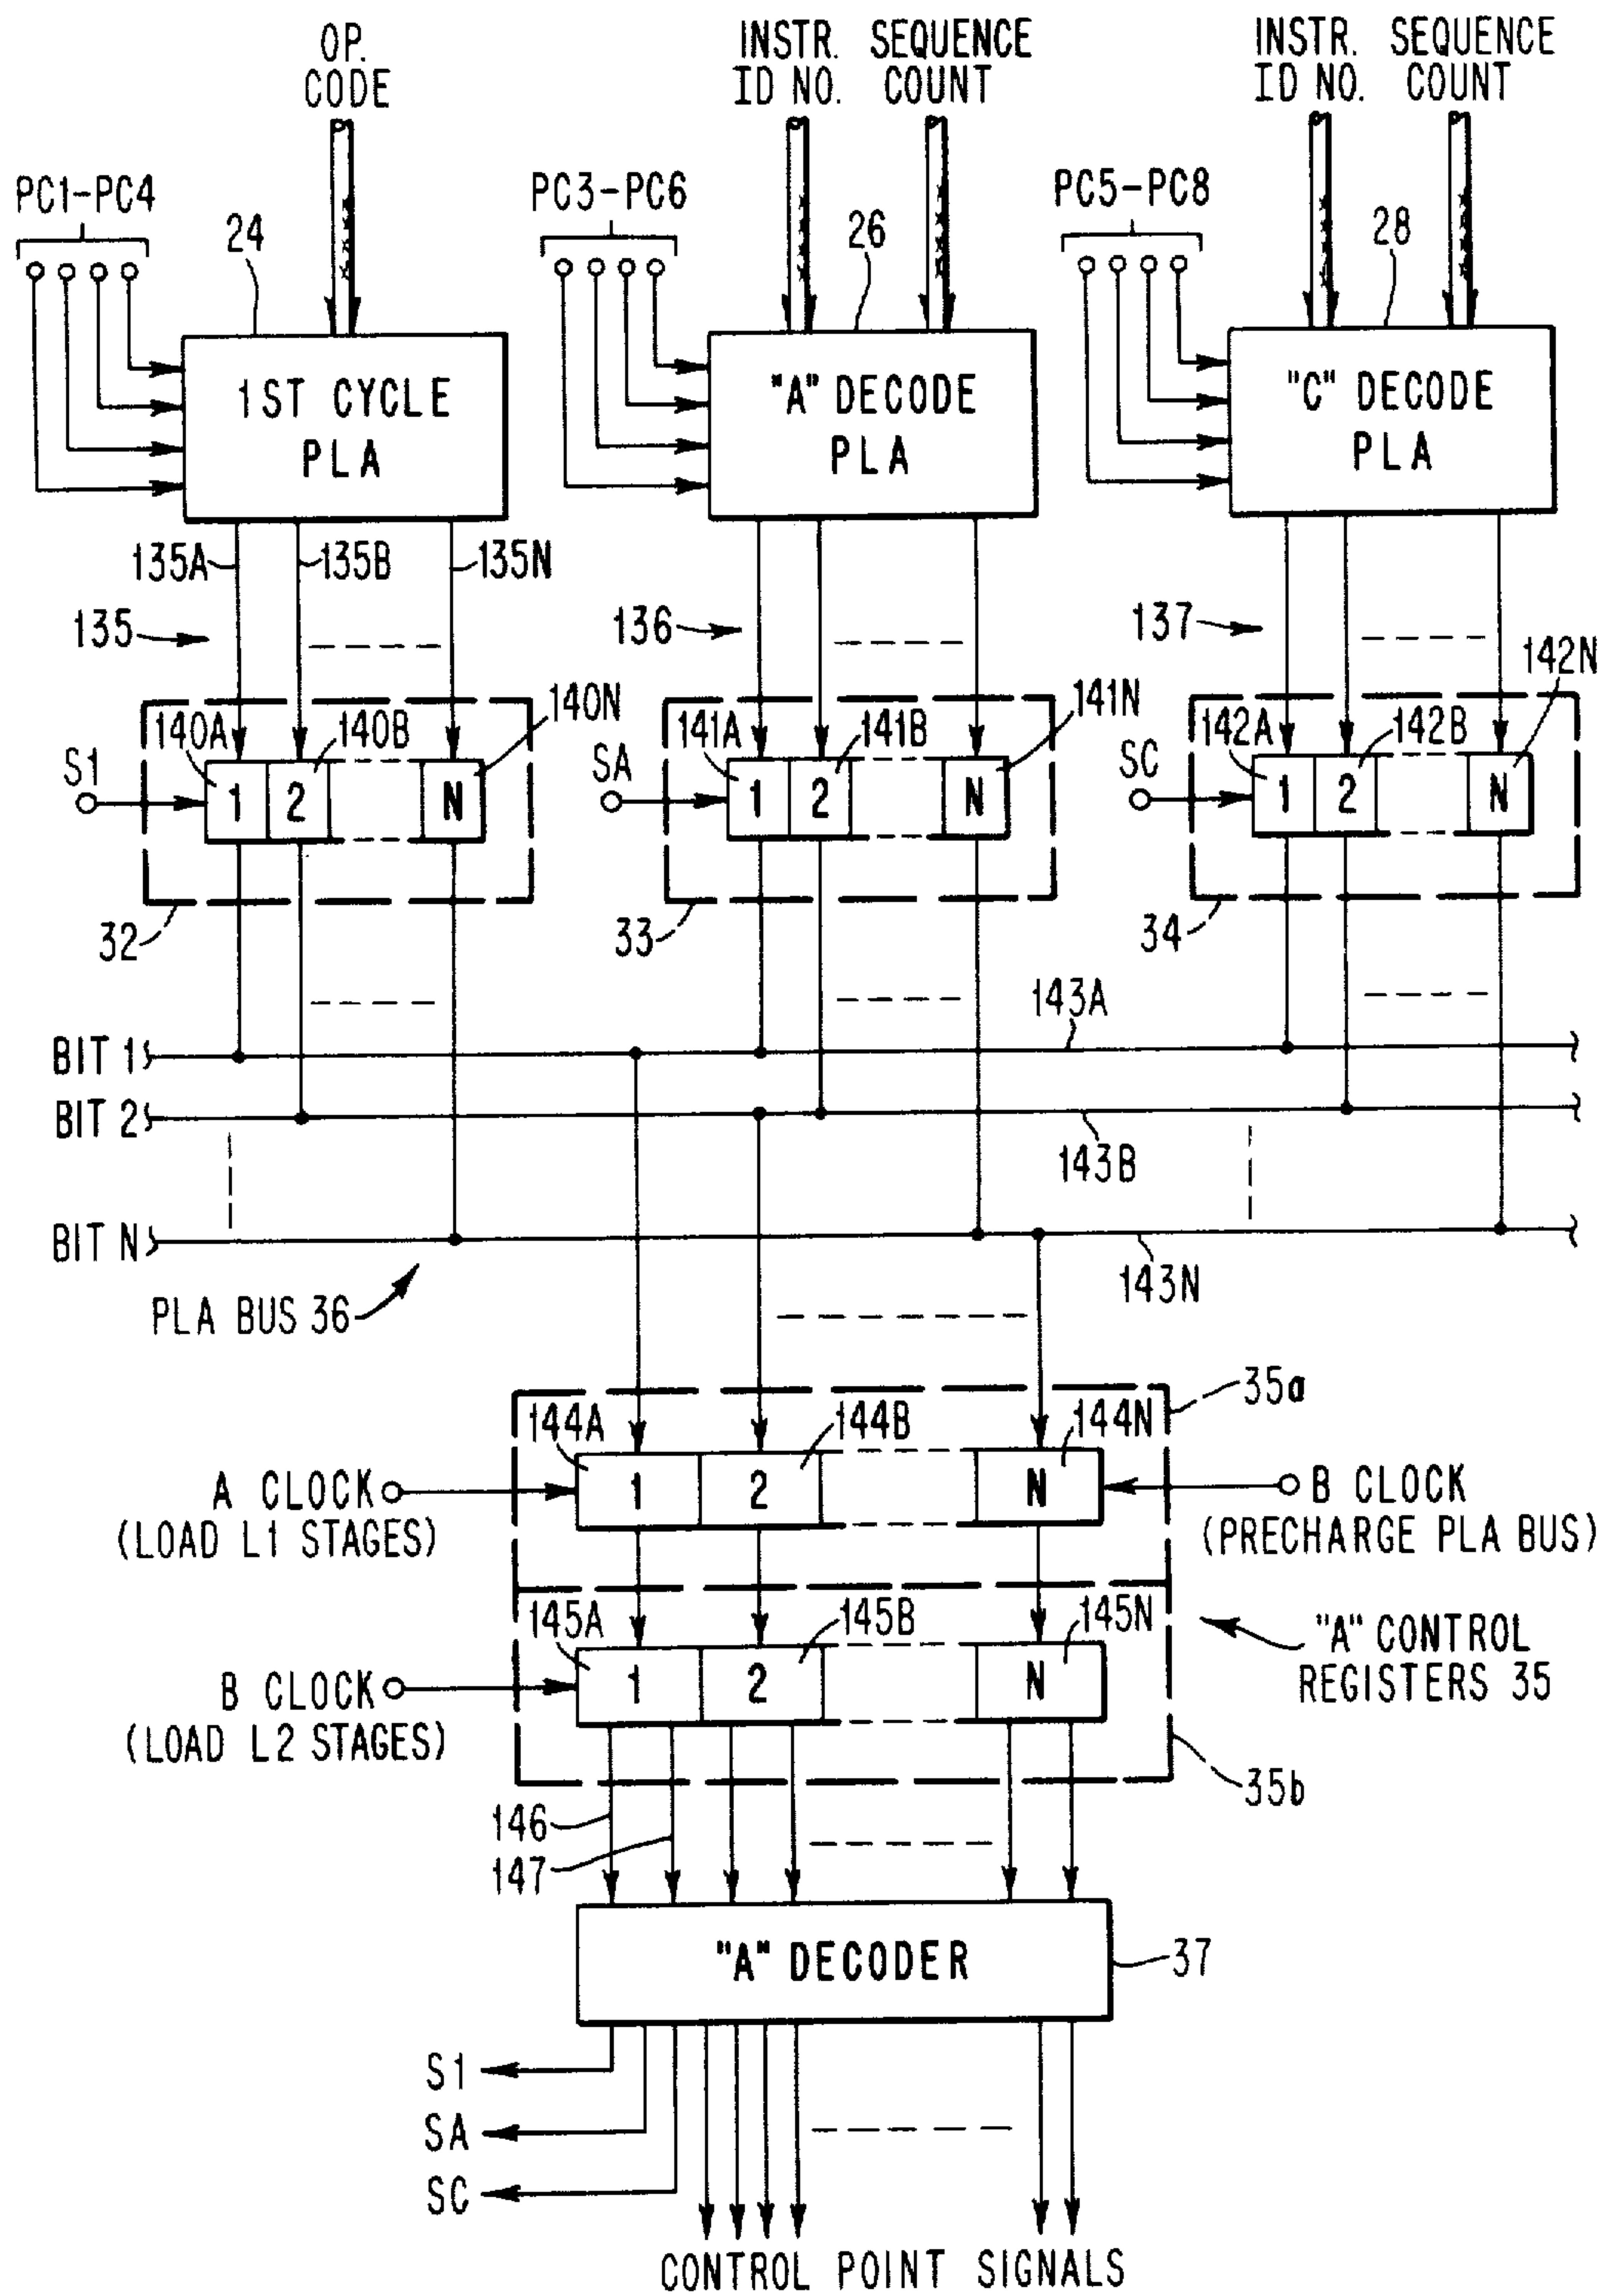 OP.
CODE
INSTR. SEQUENCE
ID NO. COUNT
INSTR. SEQUENCE
ID NO. COUNT
PC1-PC4
24
PC3-PC6
26
PC5-PC8
28
1ST CYCLE
PLA
"A" DECODE
PLA
"C" DECODE
PLA
135A
135B
135N
135
136
137
142N
140A
140B
140N
141A
141B
141N
142A
142B
S1
1
2
N
SA
1
2
N
SC
1
2
N
32
33
34
143A
BIT 1
BIT 2
143B
BIT N
143N
PLA BUS 36
35a
144A
144B
144N
A CLOCK
(LOAD L1 STAGES)
1
2
N
B CLOCK
(PRECHARGE PLA BUS)
145A
145B
145N
"A" CONTROL
REGISTERS 35
B CLOCK
(LOAD L2 STAGES)
1
2
N
35b
146
147
"A" DECODER
37
S1
SA
SC
CONTROL POINT SIGNALS